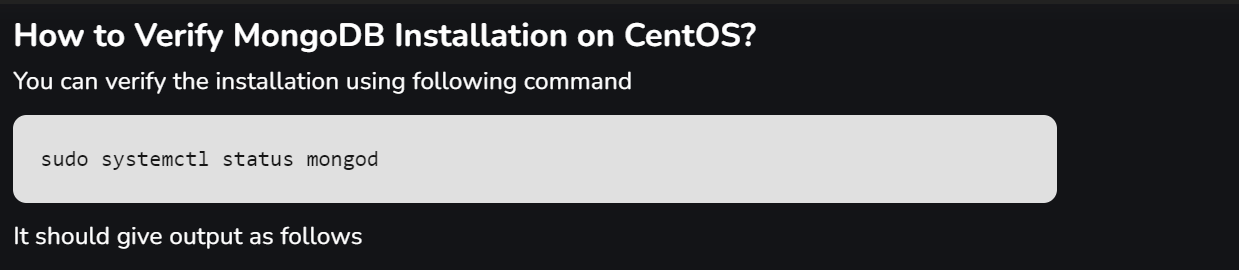 How to Verify MongoDB Installation on CentOS?
You can verify the installation using following command
sudo systemctl status mongod
It should give output as follows